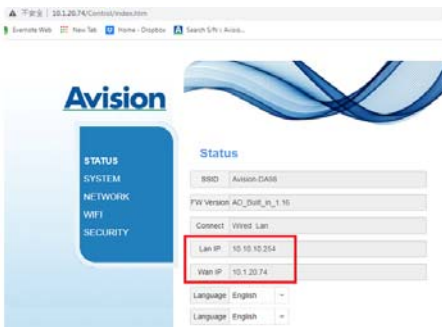 不安全 | 10.1.20.74/Control/index.htm
Evernote Web New Tab Home - Dropbox Search S/N : Avisio...
Avision
STATUS
SYSTEM
NETWORK
WIFI
SECURITY
Status
SSID Avision-DA56
FW Version AO_Built_in_1.16
Connect Wired Lan
Lan IP 10.10.10.254
Wan IP 10.1.20.74
Language English
Language English